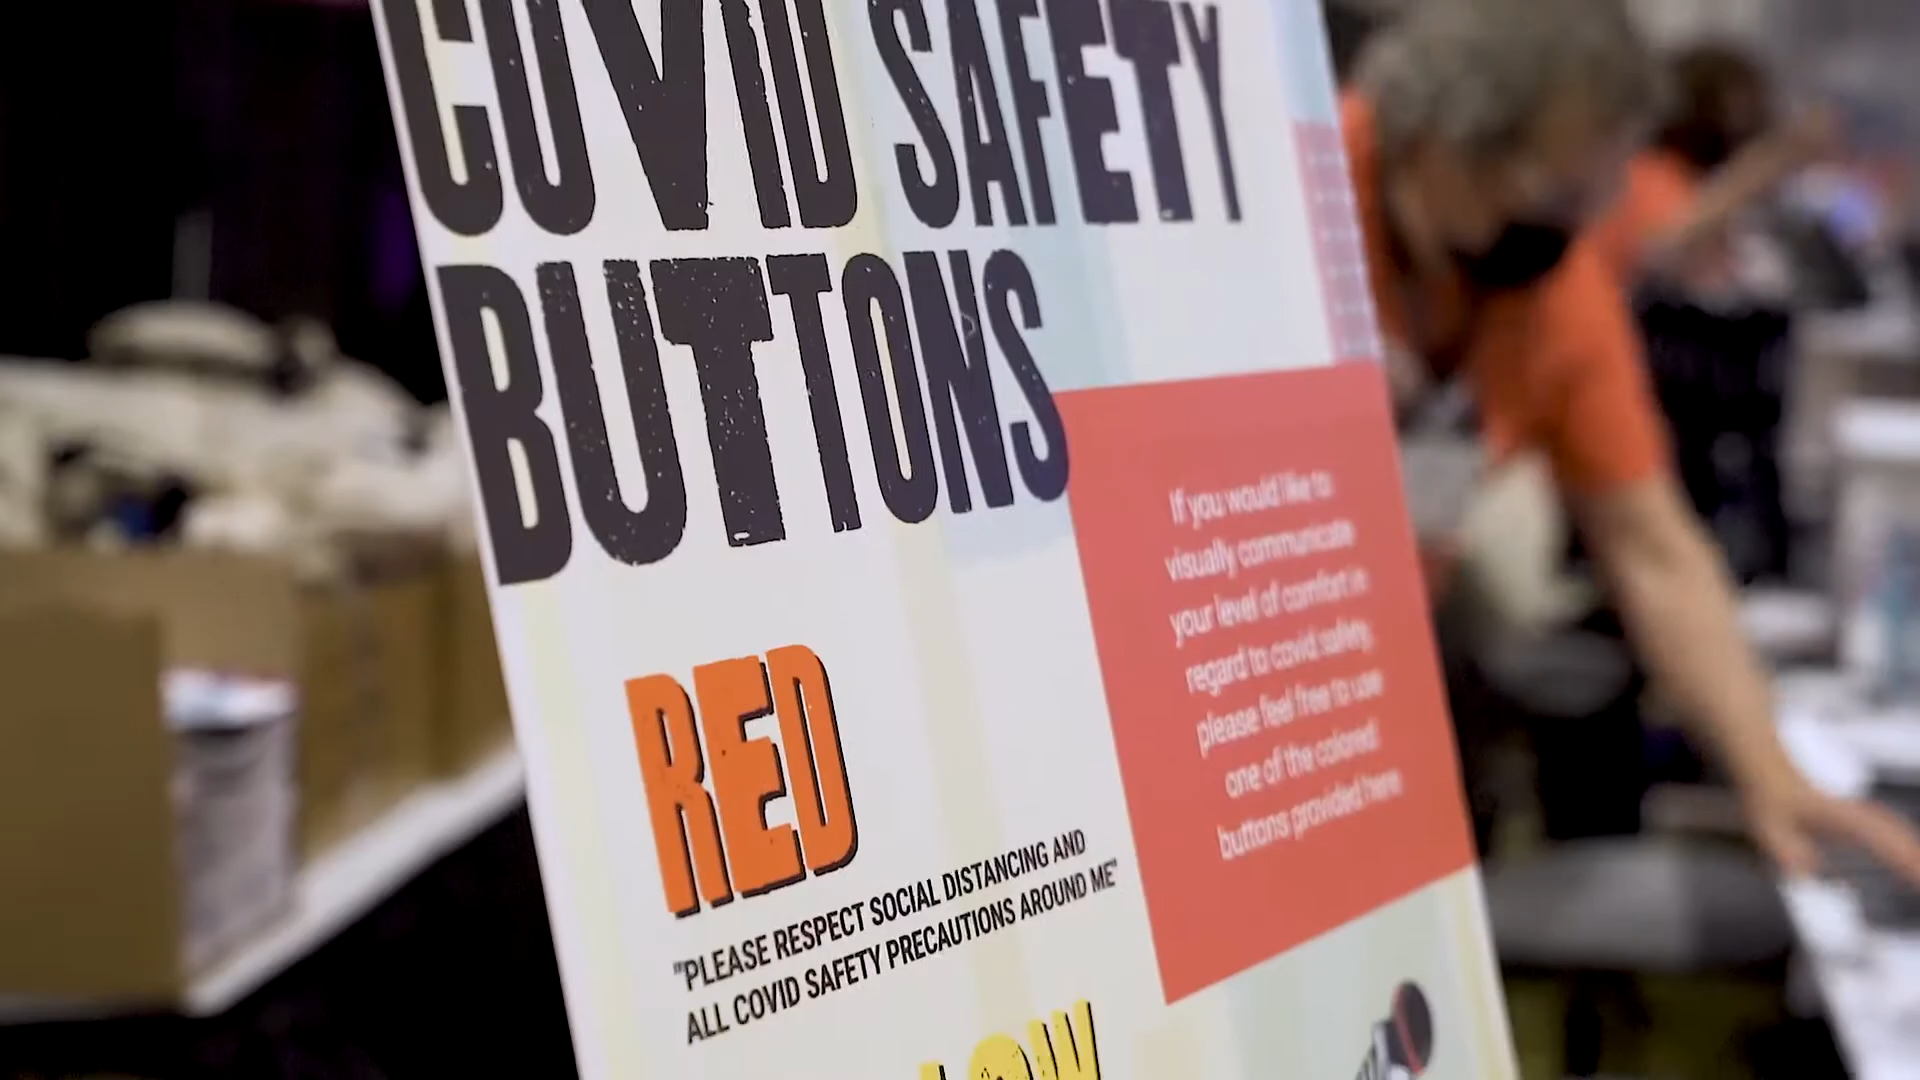 COVID SAFETY
BUTTONS
If you would like to
visually communicate
your level of comfort in
regard to covid safety,
please feel free to use
one of the colored
buttons provided here
RED
"PLEASE RESPECT SOCIAL DISTANCING AND
ALL COVID SAFETY PRECAUTIONS AROUND ME"
LOW